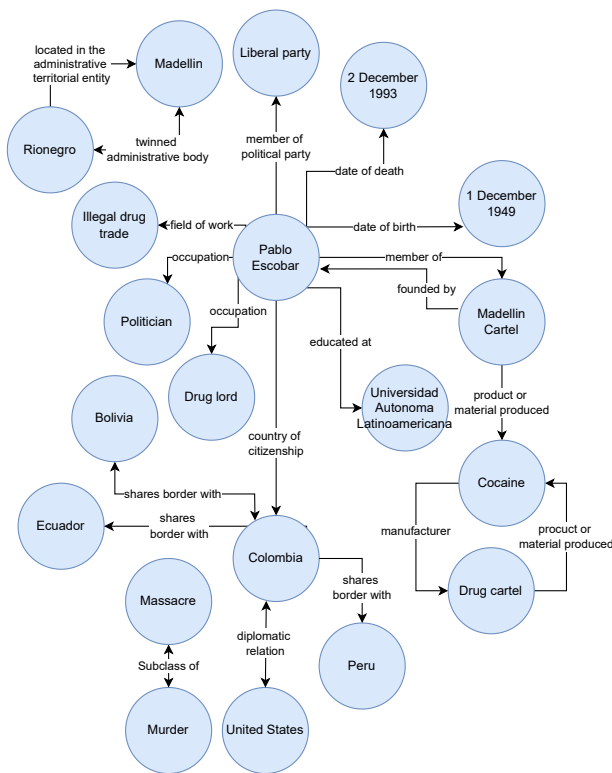 located in the
administrative
territorial entity
Madellin
Liberal party
2 December
1993
Rionegro
twinned
administrative body
member of
political party
date of death
1 December
1949
Illegal drug
trade
field of work
date of birth
Pablo
Escobar
occupation
member of
founded by
Politician
occupation
Madellin
Cartel
educated at
Drug lord
Universidad
Autonoma
Latinoamericana
product or
material produced
Bolivia
country of
citizenship
shares border with
Cocaine
Ecuador
shares
border with
manufacturer
product or
material produced
Colombia
shares
border with
Drug cartel
Massacre
diplomatic
relation
Subclass of
Peru
Murder
United States